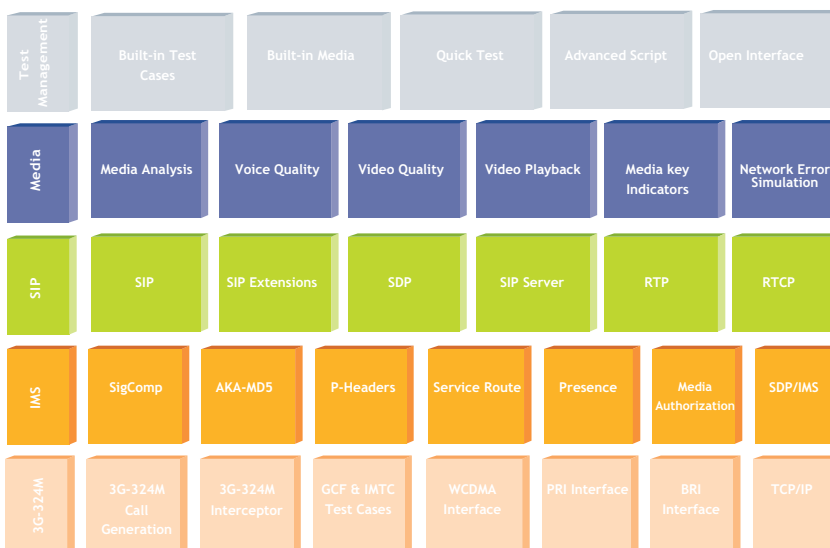 Test
Management
Built-in Test
Cases
Built-in Media
Quick Test
Advanced Script
Open Interface
Media
Media Analysis
Voice Quality
Video Quality
Video Playback
Media key
Indicators
Network Error
Simulation
SIP
SIP
SIP Extensions
SDP
SIP Server
RTP
RTCP
IMS
SigComp
AKA-MD5
P-Headers
Service Route
Presence
Media
Authorization
SDP/IMS
3G-324M
3G-324M
Call
Generation
3G-324M
Interceptor
GCF & IMTC
Test Cases
WCDMA
Interface
PRI Interface
BRI
Interface
TCP/IP